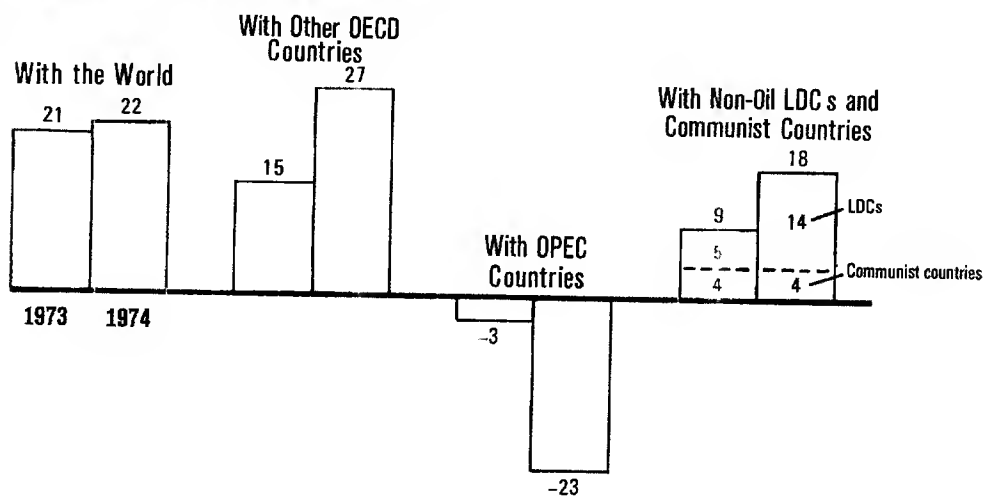 With the World
21
22
1973
1974
With Other OECD
Countries
15
27
With OPEC
Countries
-3
-23
With Non-Oil LDCs and
Communist Countries
9
5
4
18
14
LDCs
4
Communist countries